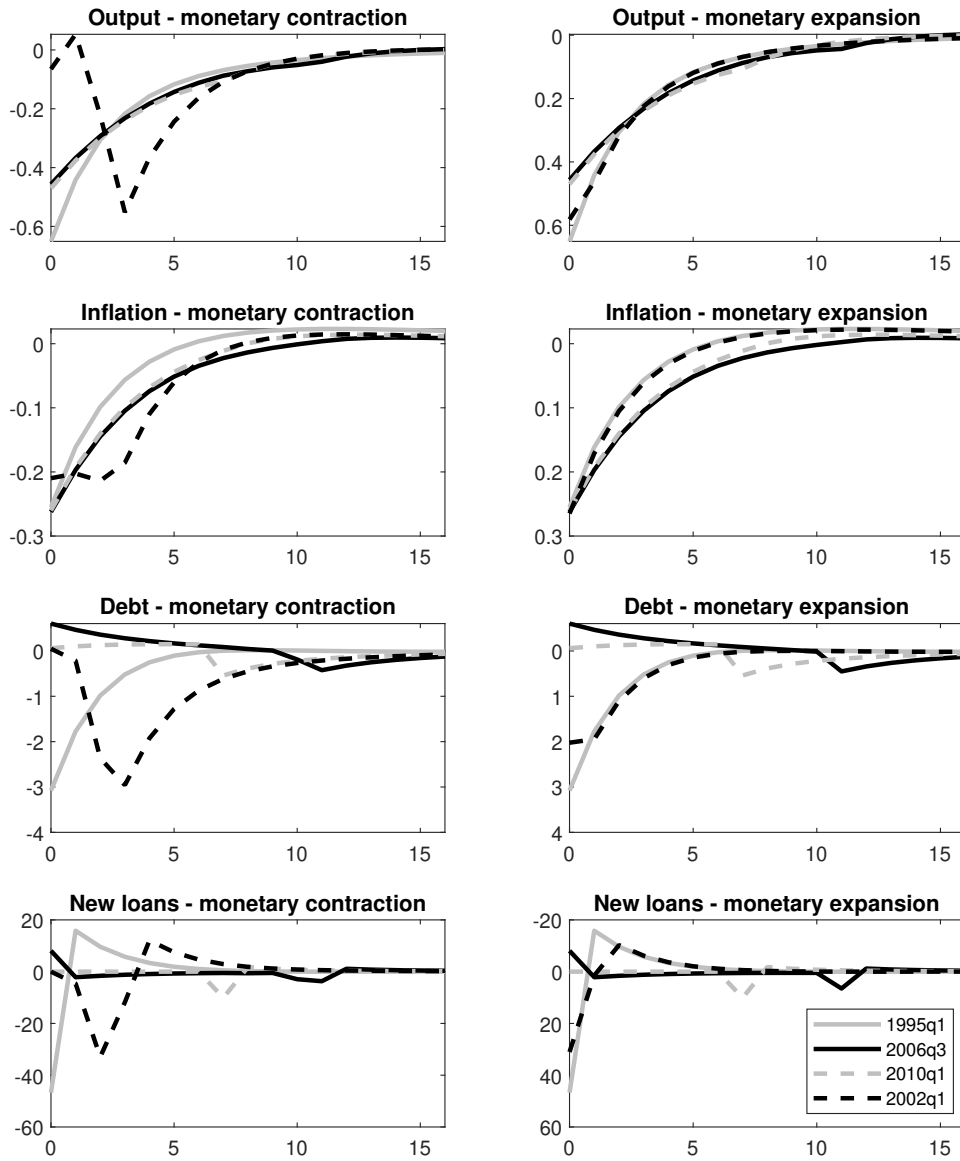 Output - monetary contraction
0
-0.2
-0.4
-0.6
0 5 10 15
Output - monetary expansion
0
0.2
0.4
0.6
0 5 10 15
Inflation - monetary contraction
0
-0.1
-0.2
-0.3
0 5 10 15
Inflation - monetary expansion
0
0.1
0.2
0.3
0 5 10 15
Debt - monetary contraction
0
-1
-2
-3
-4
0 5 10 15
Debt - monetary expansion
0
1
2
3
4
0 5 10 15
New loans - monetary contraction
20
0
-20
-40
-60
0 5 10 15
New loans - monetary expansion
-20
0
20
40
60
0 5 10 15
1995q1
2006q3
2010q1
2002q1